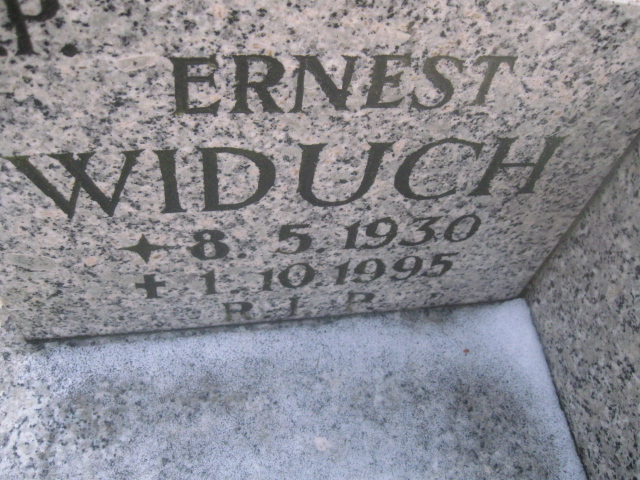 .P.
ERNEST
WIDUCH
✦ 8. 5. 1930
✝ 1. 10. 1995
R. I. P.